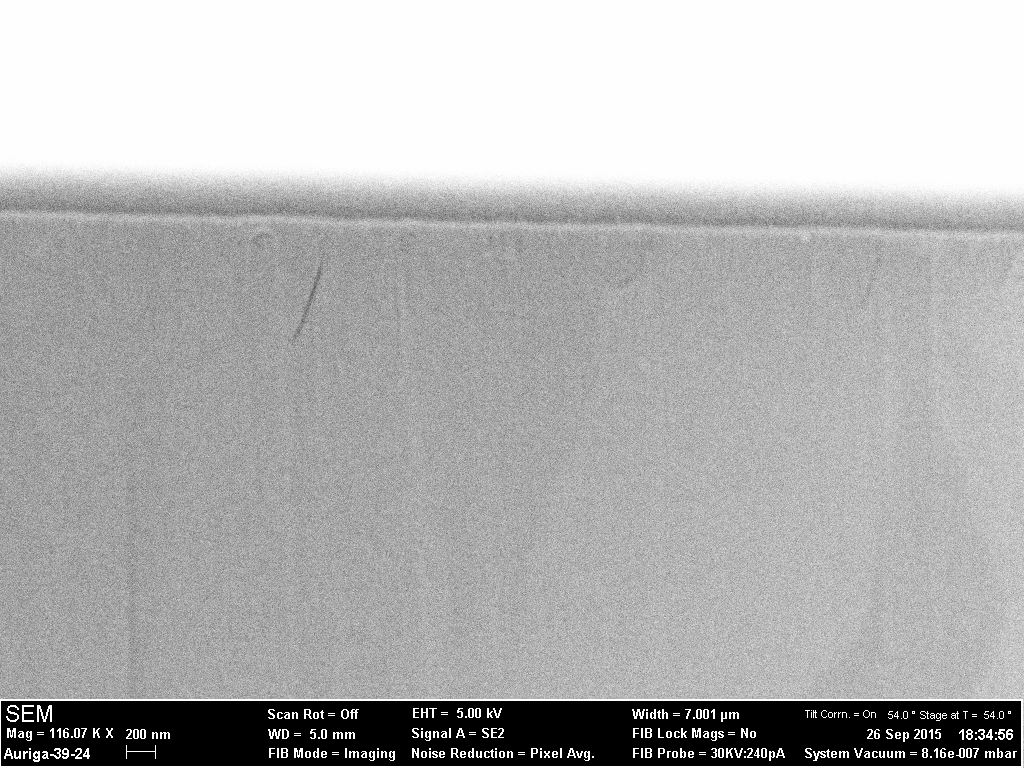 SEM
Mag = 116.07 K X 200 nm
Auriga-39-24
Scan Rot = Off
WD = 5.0 mm
FIB Mode = Imaging
EHT = 5.00 kV
Signal A = SE2
Noise Reduction = Pixel Avg.
Width = 7.001 µm
FIB Lock Mags = No
FIB Probe = 30KV:240pA
Tilt Corrn. = On 54.0 ° Stage at T = 54.0 °
26 Sep 2015 18:34:56
System Vacuum = 8.16e-007 mbar